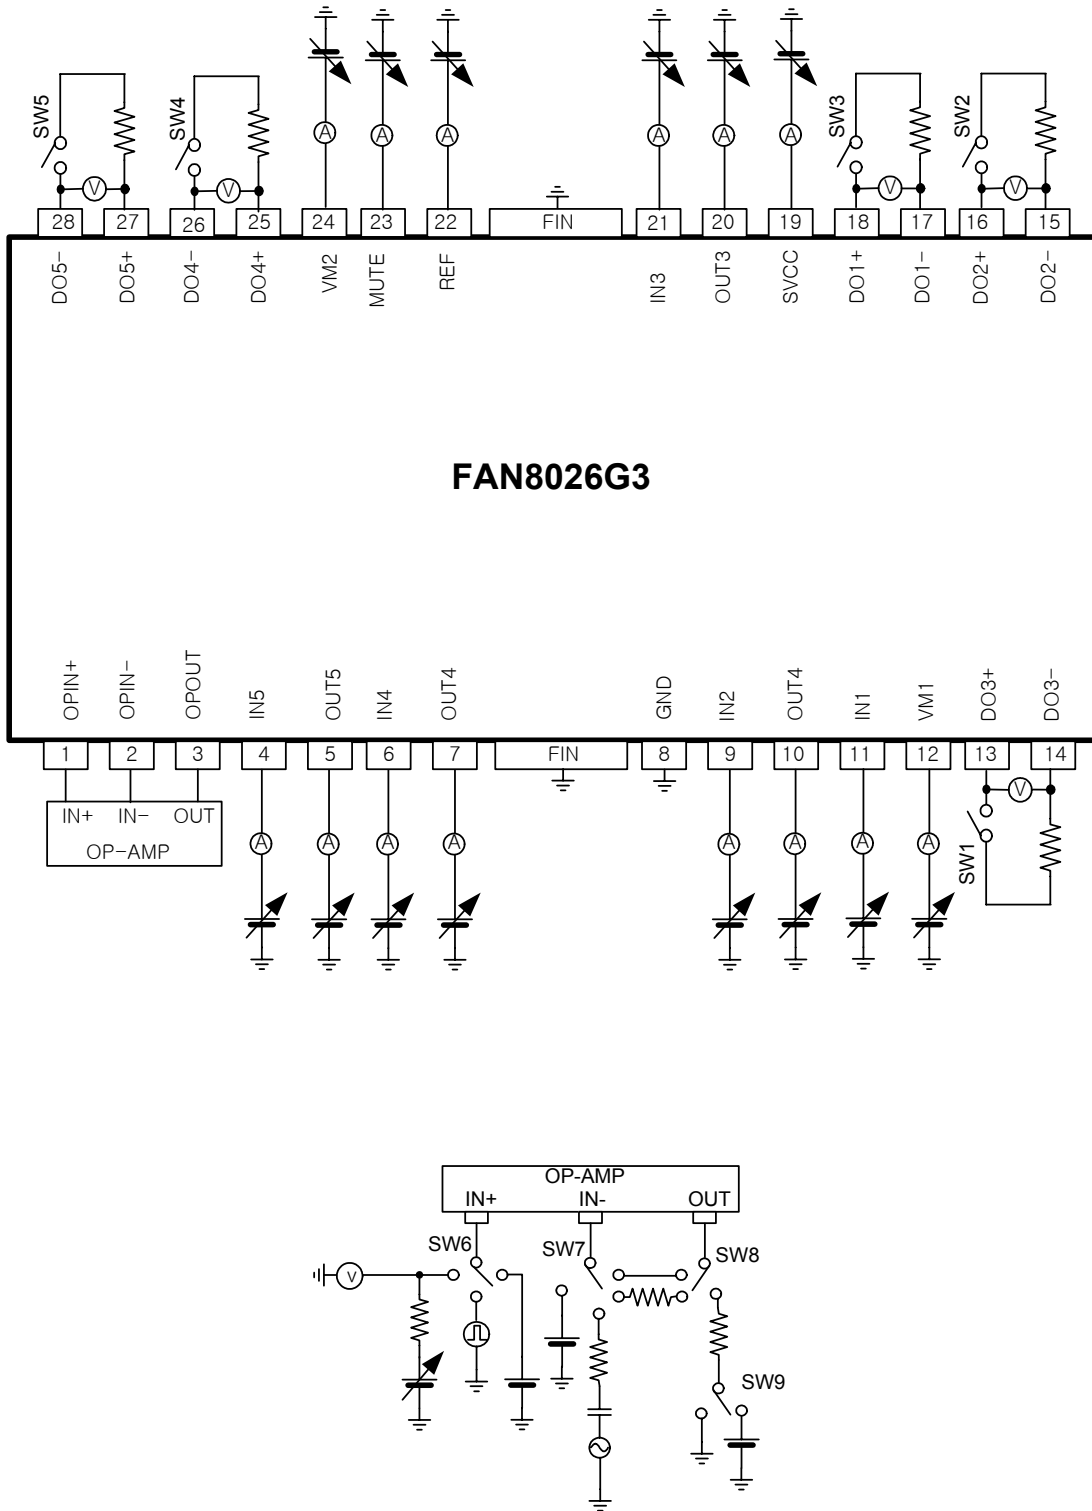 SW5
SW4
SW3
SW2
A A A A A A
V V V V
28 27 26 25 24 23 22 FIN 21 20 19 18 17 16 15
DO5- DO5+ DO4- DO4+ VM2 MUTE REF IN3 OUT3 SVCC DO1+ DO1- DO2+ DO2-
FAN8026G3
OPIN+ OPIN- OPOUT IN5 OUT5 IN4 OUT4 GND IN2 OUT4 IN1 VM1 DO3+ DO3-
1 2 3 4 5 6 7 FIN 8 9 10 11 12 13 14
V
IN+ IN- OUT
OP-AMP
A A A A A A A A
SW1
OP-AMP
IN+ IN- OUT
SW6
SW7
SW8
V
SW9